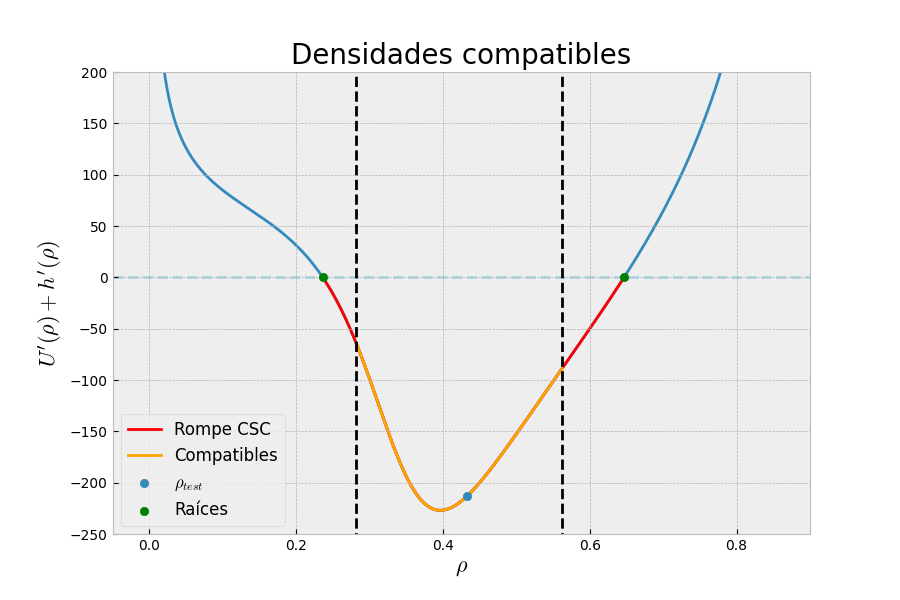 Densidades compatibles
200
150
100
50
0
−50
−100
−150
−200
−250
U′(ρ) + h′(ρ)
Rompe CSC
Compatibles
ρtest
Raíces
0.0 0.2 0.4 0.6 0.8
ρ